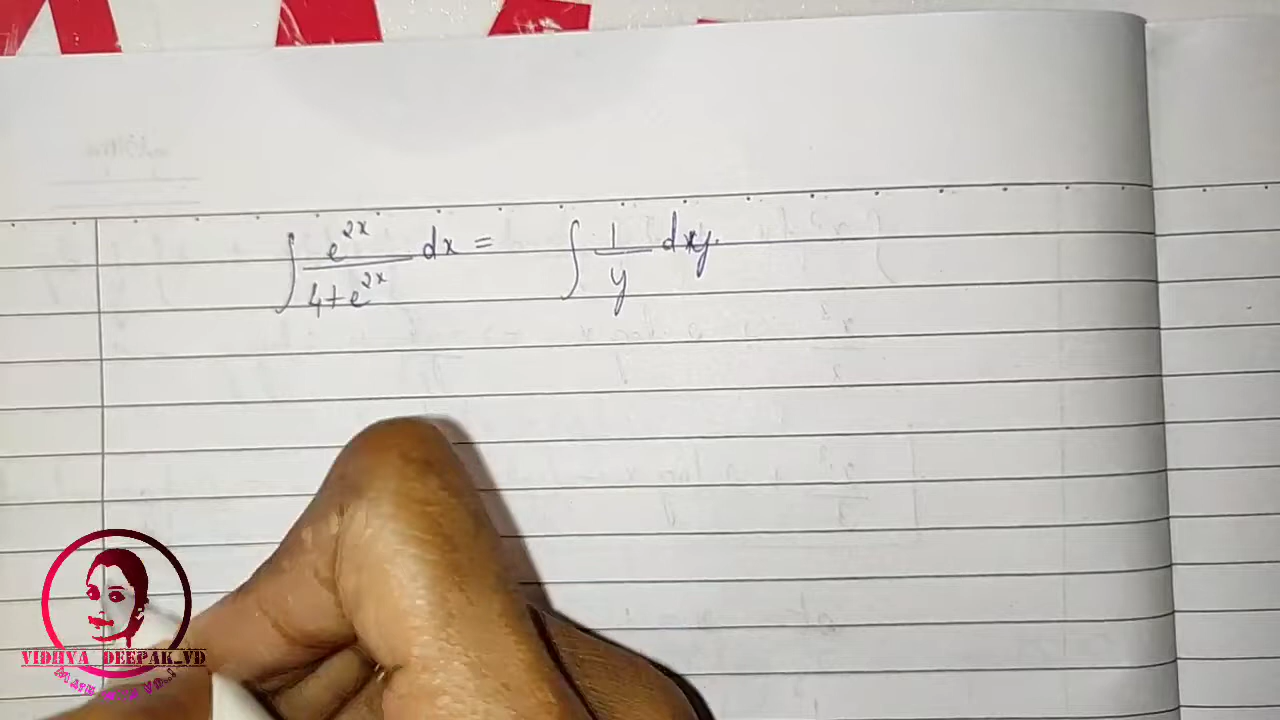 ∫ e^{2x}/(4+e^{2x}) dx = ∫ 1/y dy.
VIDHYA_DEEPAK_VD